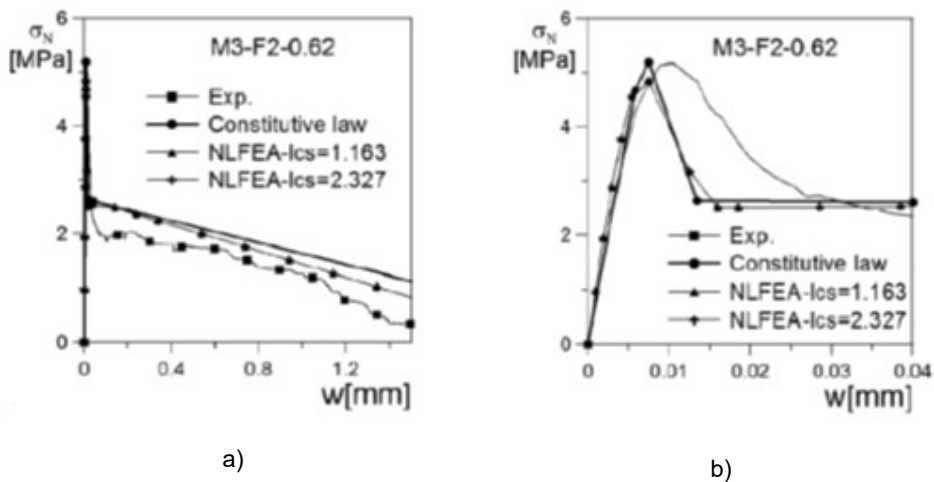 σN
[MPa]
6
4
2
0
M3-F2-0.62
Exp.
Constitutive law
NLFEA-lcs=1.163
NLFEA-lcs=2.327
0
0.4
0.8
1.2
w[mm]
a)
σN
[MPa]
6
4
2
0
M3-F2-0.62
Exp.
Constitutive law
NLFEA-lcs=1.163
NLFEA-lcs=2.327
0
0.01
0.02
0.03
0.04
w[mm]
b)